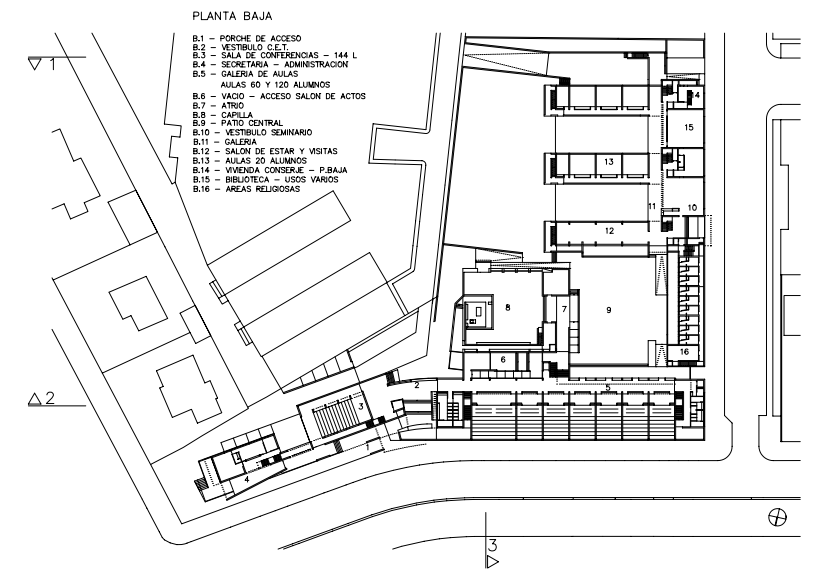 PLANTA BAJA
B.1 – PORCHE DE ACCESO
B.2 – VESTIBULO C.E.T.
B.3 – SALA DE CONFERENCIAS – 144 L
B.4 – SECRETARIA – ADMINISTRACION
B.5 – GALERIA DE AULAS
AULAS 60 Y 120 ALUMNOS
B.6 – VACIO – ACCESO SALON DE ACTOS
B.7 – ATRIO
B.8 – CAPILLA
B.9 – PATIO CENTRAL
B.10 – VESTIBULO SEMINARIO
B.11 – GALERIA
B.12 – SALON DE ESTAR Y VISITAS
B.13 – AULAS 20 ALUMNOS
B.14 – VIVIENDA CONSERJE – P.BAJA
B.15 – BIBLIOTECA – USOS VARIOS
B.16 – AREAS RELIGIOSAS
1
14
15
13
11
10
12
8
7
9
6
16
2
2
5
3
1
4
3